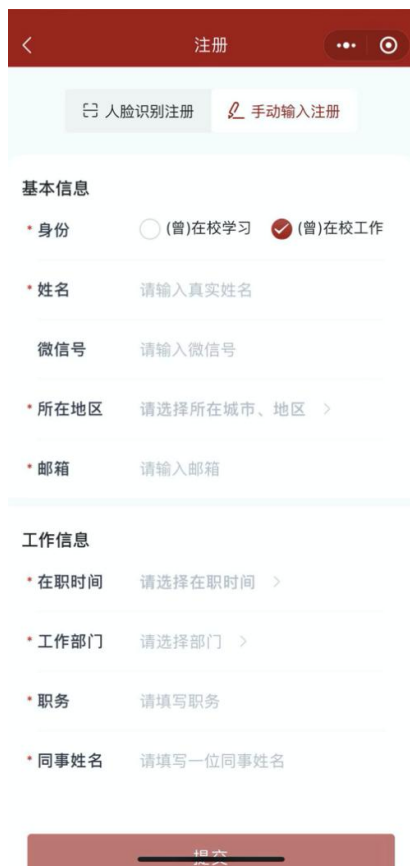 注册
人脸识别注册 手动输入注册
基本信息
* 身份 (曾)在校学习 (曾)在校工作
* 姓名 请输入真实姓名
微信号 请输入微信号
* 所在地区 请选择所在城市、地区
* 邮箱 请输入邮箱
工作信息
* 在职时间 请选择在职时间
* 工作部门 请选择部门
* 职务 请填写职务
* 同事姓名 请填写一位同事姓名
提交